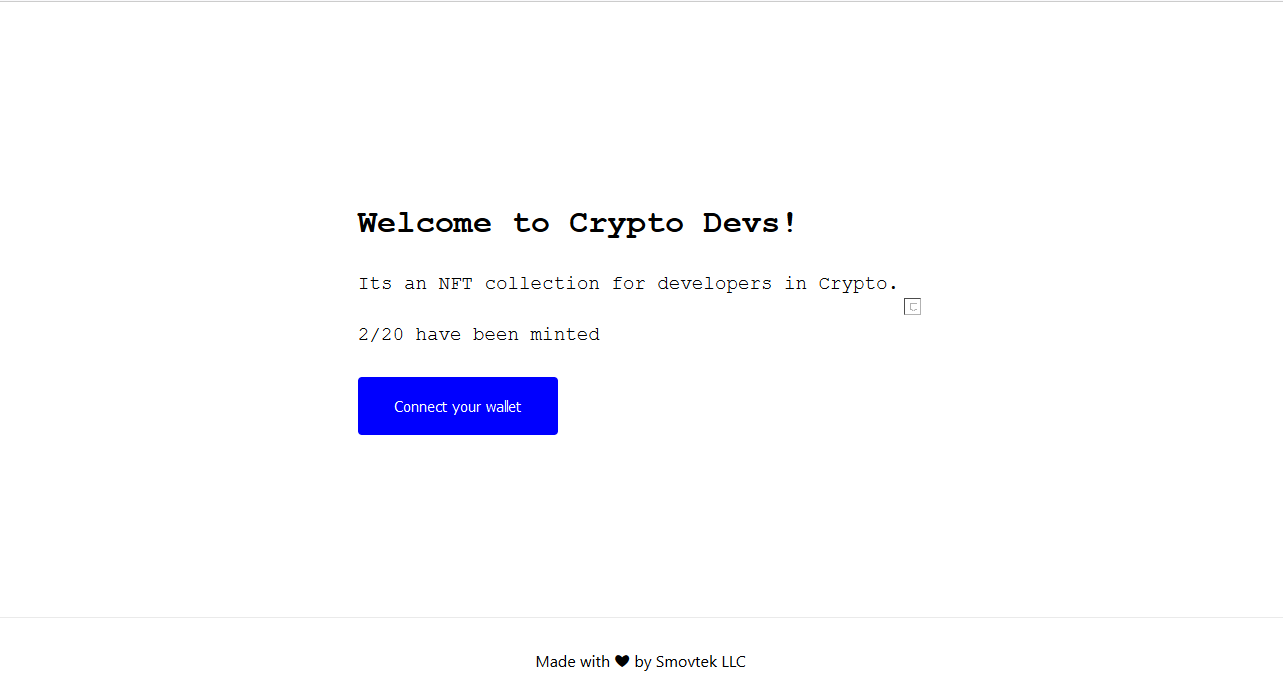 Welcome to Crypto Devs!
Its an NFT collection for developers in Crypto.
2/20 have been minted
Connect your wallet
Made with ❤ by Smovtek LLC